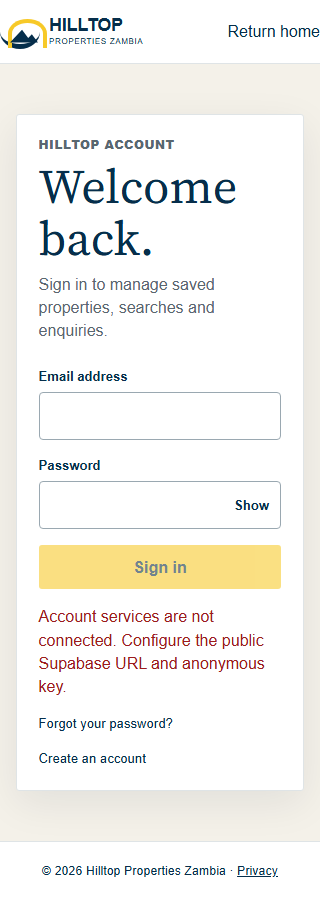 HILLTOP
PROPERTIES ZAMBIA
Return home
HILLTOP ACCOUNT
Welcome
back.
Sign in to manage saved
properties, searches and
enquiries.
Email address
Password
Show
Sign in
Account services are not
connected. Configure the public
Supabase URL and anonymous
key.
Forgot your password?
Create an account
© 2026 Hilltop Properties Zambia · Privacy